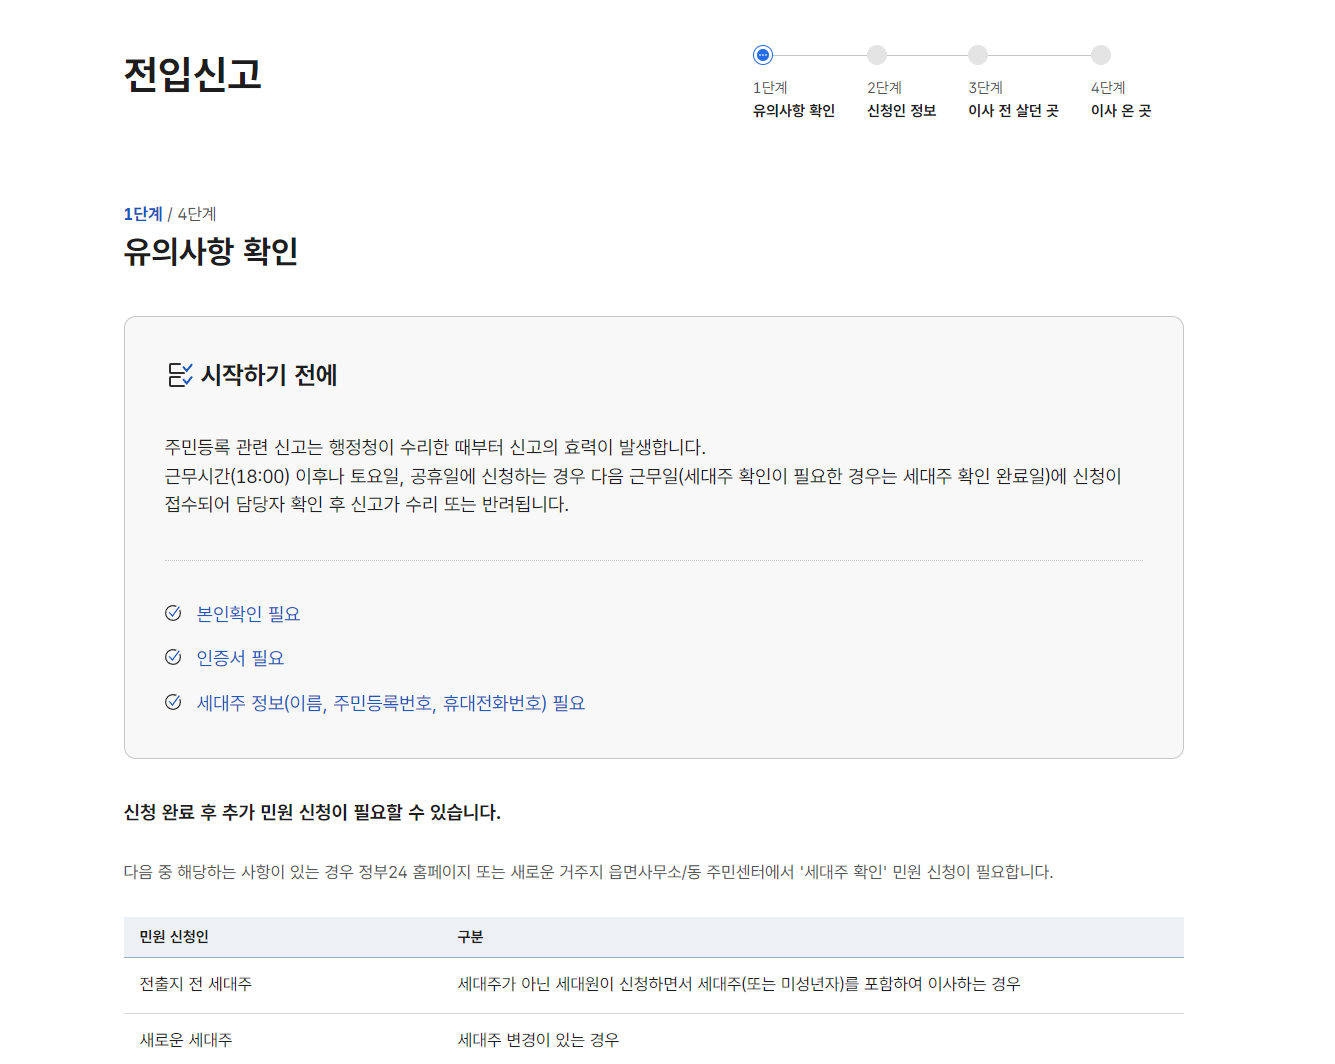 전입신고
1단계
유의사항 확인
2단계
신청인 정보
3단계
이사 전 살던 곳
4단계
이사 온 곳
1단계 / 4단계
유의사항 확인
시작하기 전에
주민등록 관련 신고는 행정청이 수리한 때부터 신고의 효력이 발생합니다.
근무시간(18:00) 이후나 토요일, 공휴일에 신청하는 경우 다음 근무일(세대주 확인이 필요한 경우는 세대주 확인 완료일)에 신청이
접수되어 담당자 확인 후 신고가 수리 또는 반려됩니다.
본인확인 필요
인증서 필요
세대주 정보(이름, 주민등록번호, 휴대전화번호) 필요
신청 완료 후 추가 민원 신청이 필요할 수 있습니다.
다음 중 해당하는 사항이 있는 경우 정부24 홈페이지 또는 새로운 거주지 읍면사무소/동 주민센터에서 '세대주 확인' 민원 신청이 필요합니다.
민원 신청인 구분
전출지 전 세대주 세대주가 아닌 세대원이 신청하면서 세대주(또는 미성년자)를 포함하여 이사하는 경우
새로운 세대주 세대주 변경이 있는 경우